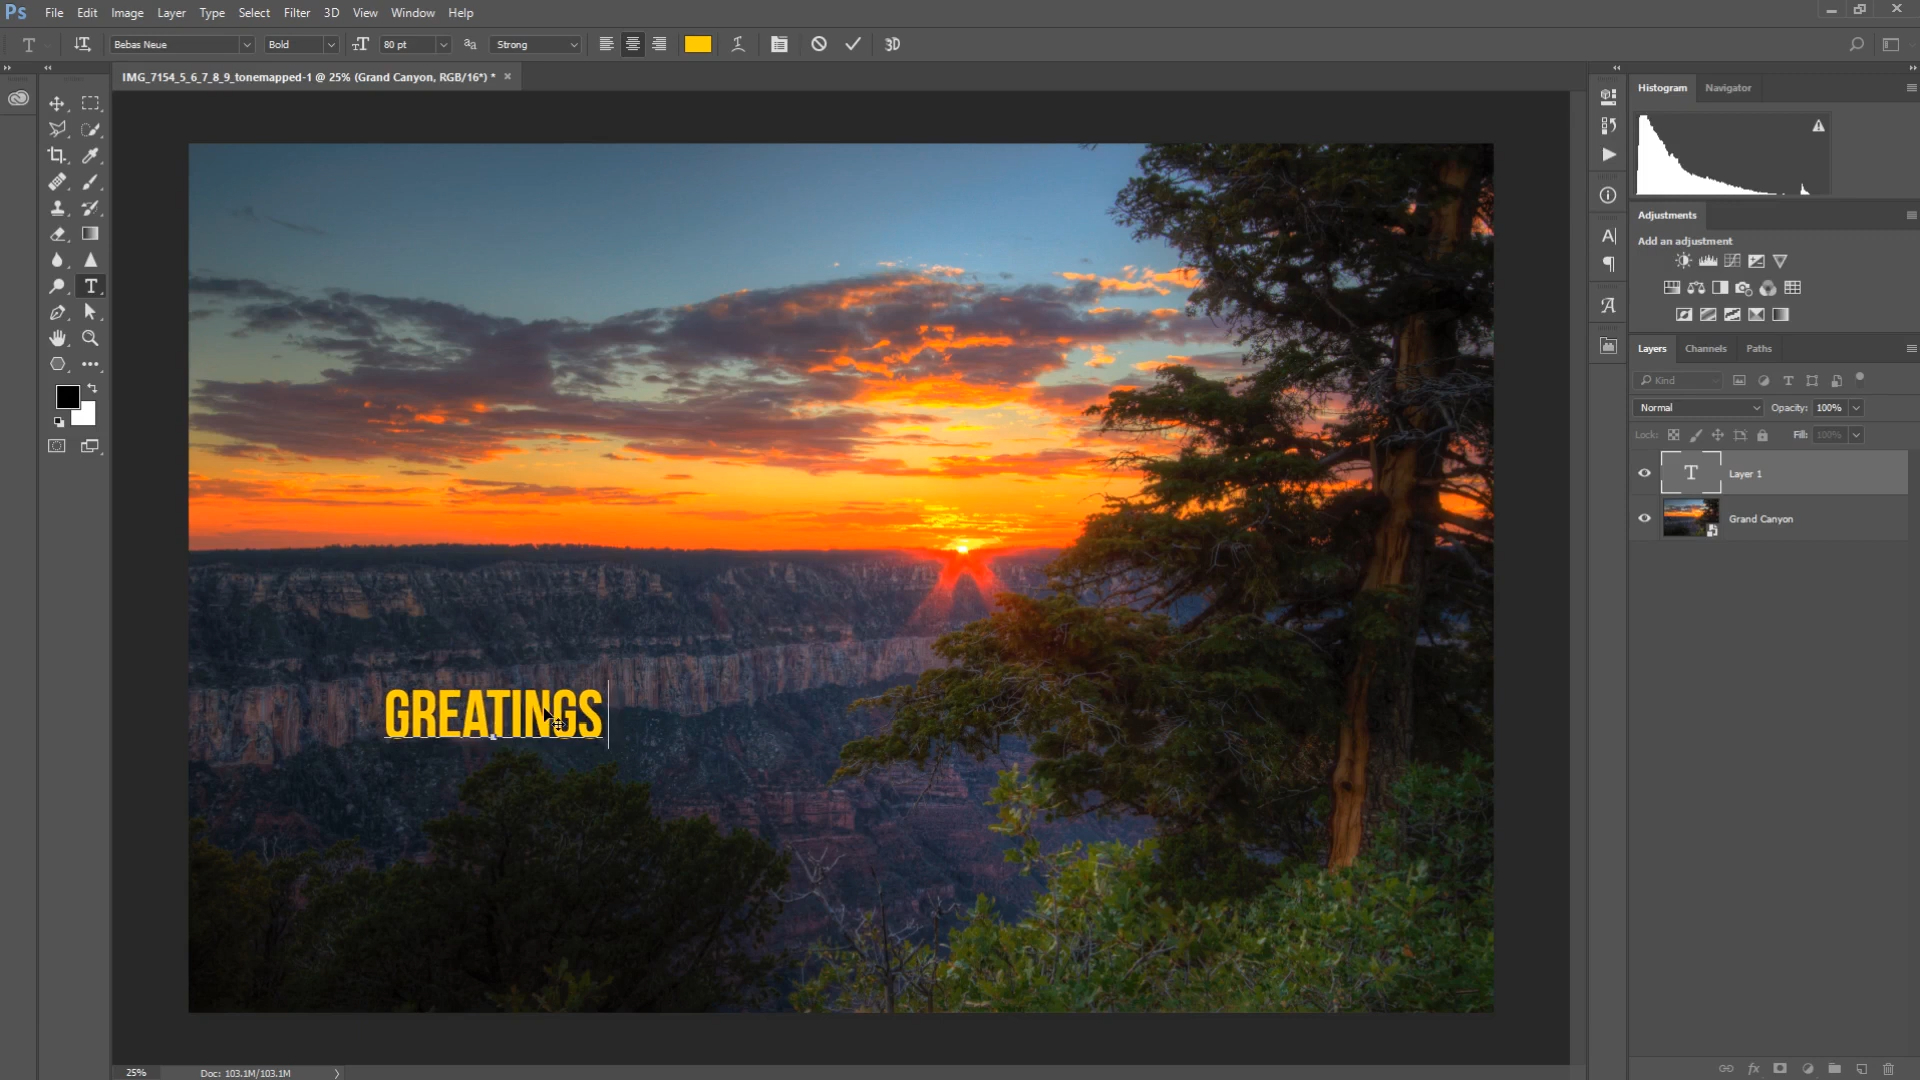 Ps File Edit Image Layer Type Select Filter 3D View Window Help
Bebas Neue Bold 80 pt Strong 3D
IMG_7154_5_6_7_8_9_tonemapped-1 @ 25% (Grand Canyon, RGB/16*) *
Histogram Navigator
Adjustments
Add an adjustment
Layers Channels Paths
Kind
Normal Opacity: 100%
Lock: Fill: 100%
Layer 1
Grand Canyon
GREATINGS
25% Doc: 103.1M/103.1M